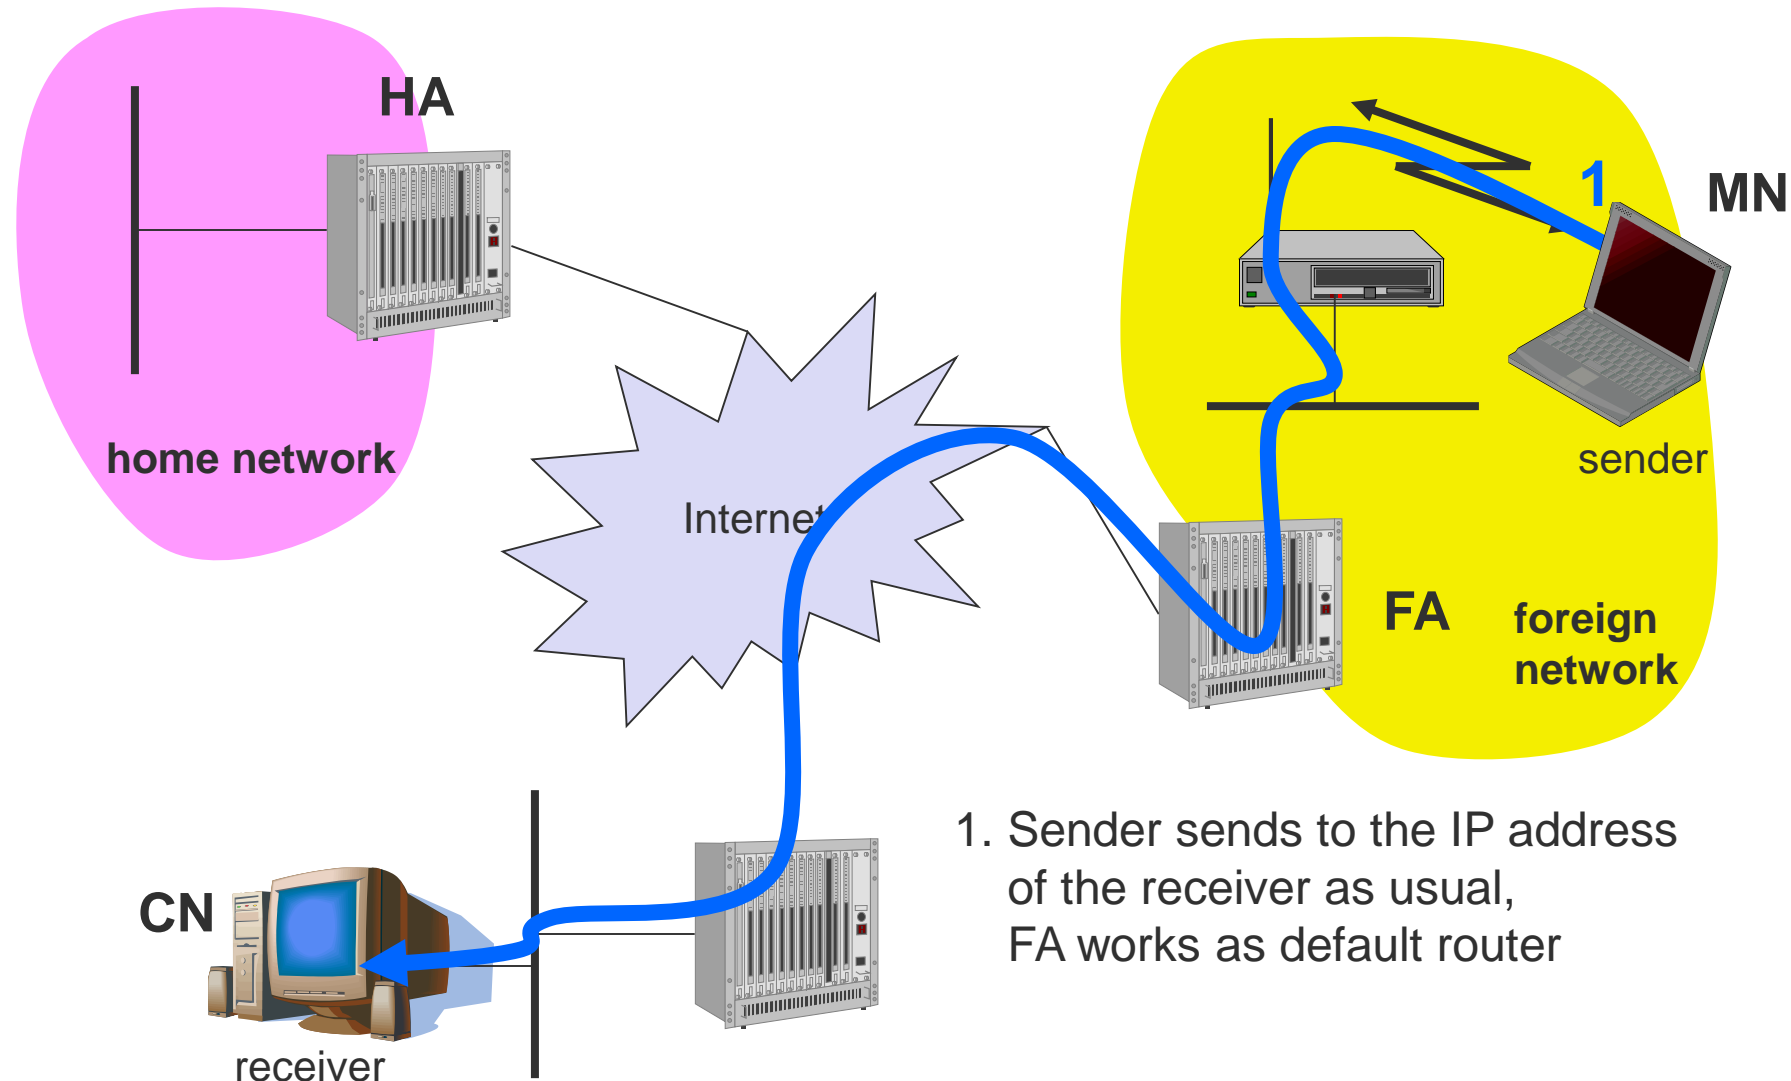 HA
1
MN
home network
sender
Internet
FA
foreign
network
1. Sender sends to the IP address
of the receiver as usual,
FA works as default router
CN
receiver